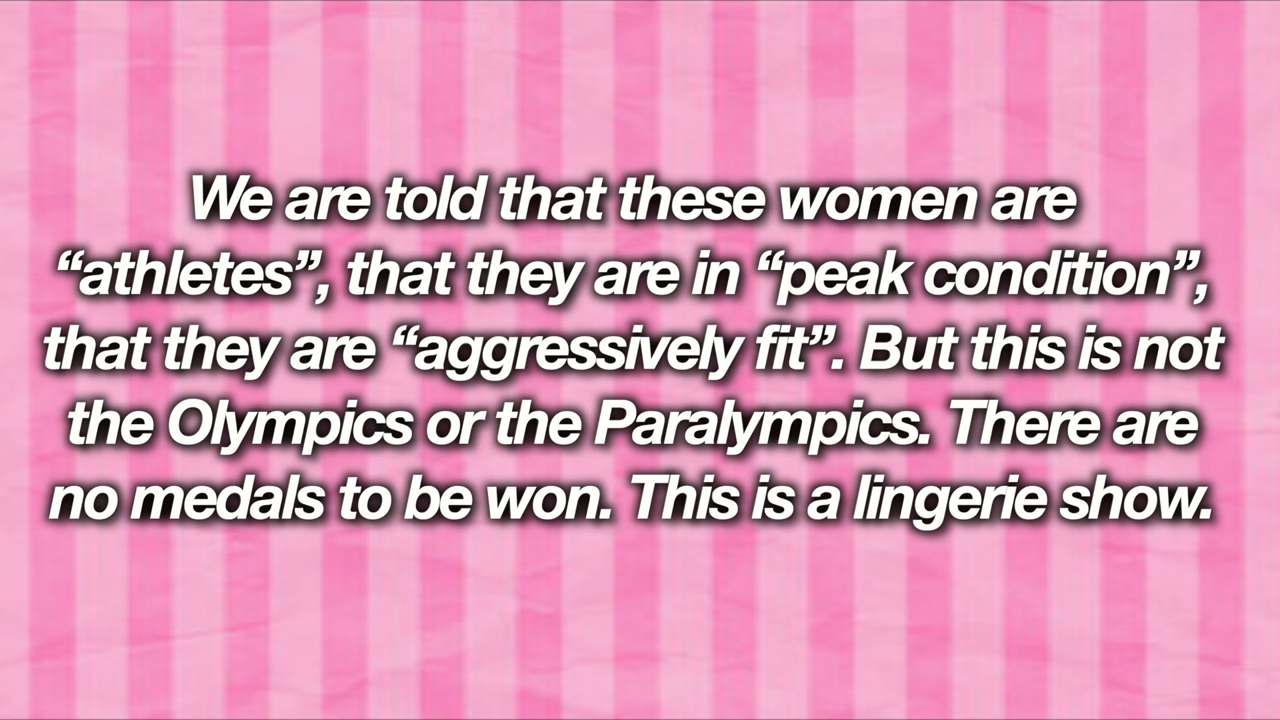 We are told that these women are
“athletes”, that they are in “peak condition”,
that they are “aggressively fit”. But this is not
the Olympics or the Paralympics. There are
no medals to be won. This is a lingerie show.